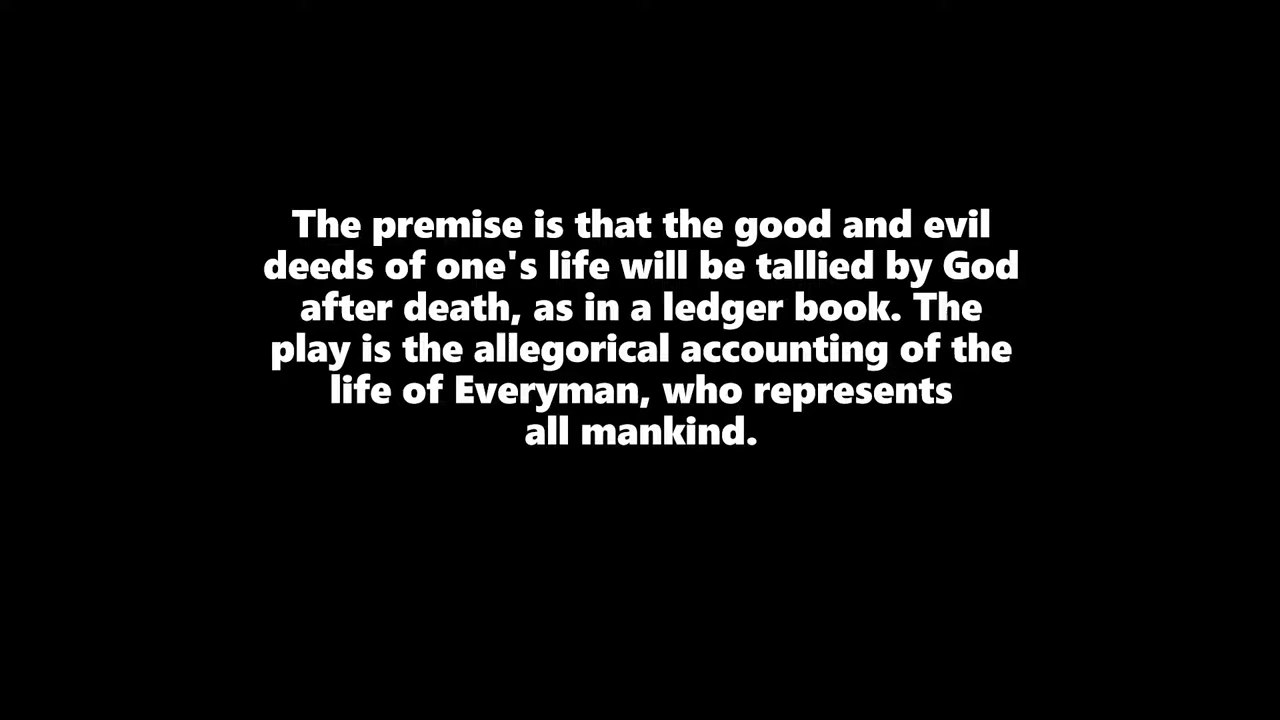 The premise is that the good and evil
deeds of one's life will be tallied by God
after death, as in a ledger book. The
play is the allegorical accounting of the
life of Everyman, who represents
all mankind.